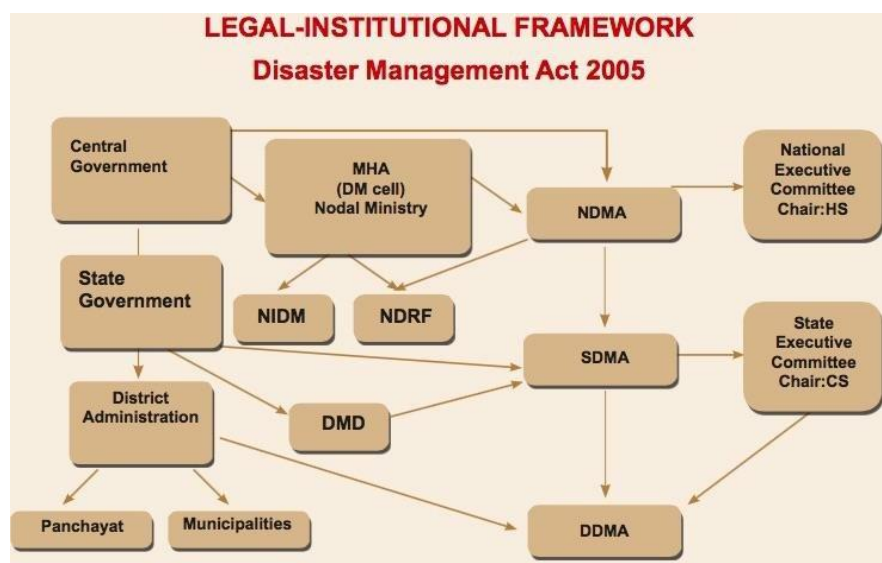 LEGAL-INSTITUTIONAL FRAMEWORK
Disaster Management Act 2005
Central
Government
MHA
(DM cell)
Nodal Ministry
National
Executive
Committee
Chair:HS
NDMA
State
Government
NIDM
NDRF
SDMA
State
Executive
Committee
Chair:CS
District
Administration
DMD
Panchayat
Municipalities
DDMA